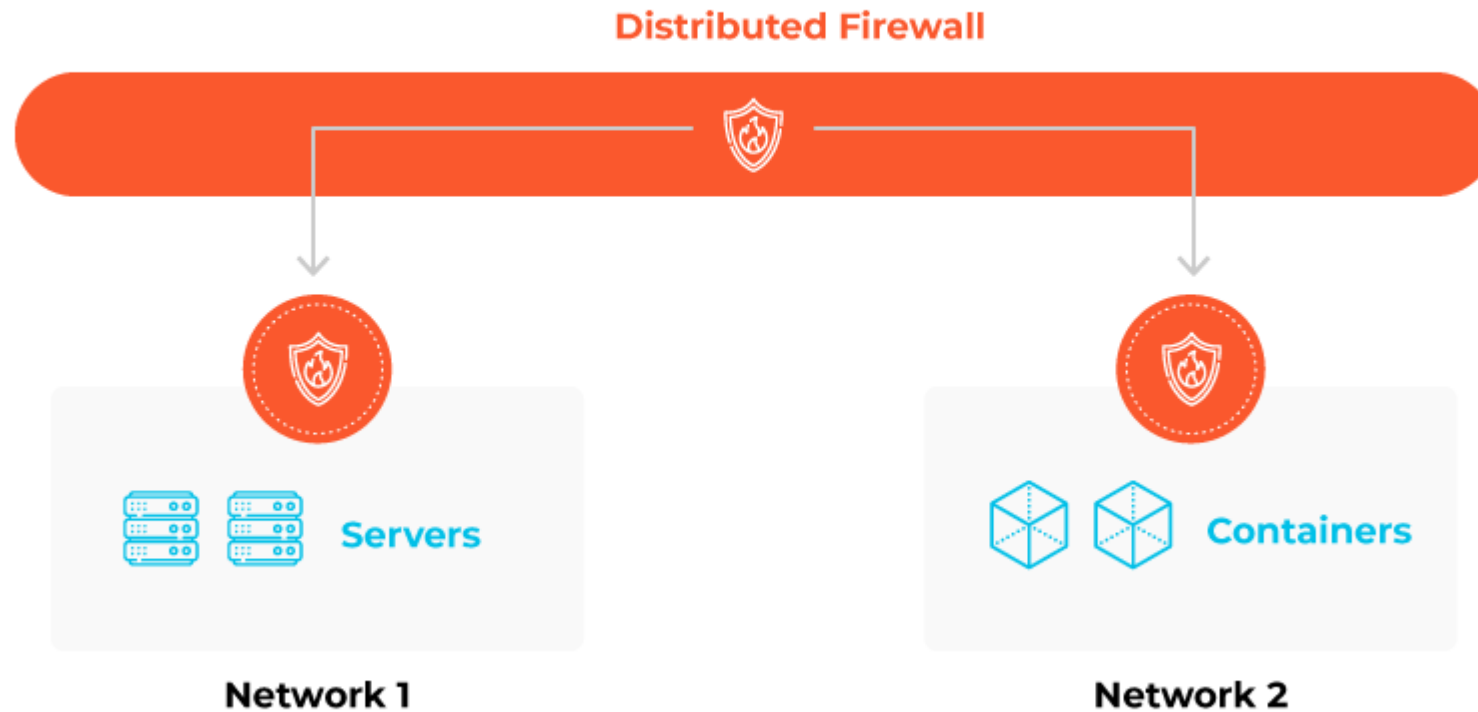 Distributed Firewall
Servers
Containers
Network 1
Network 2